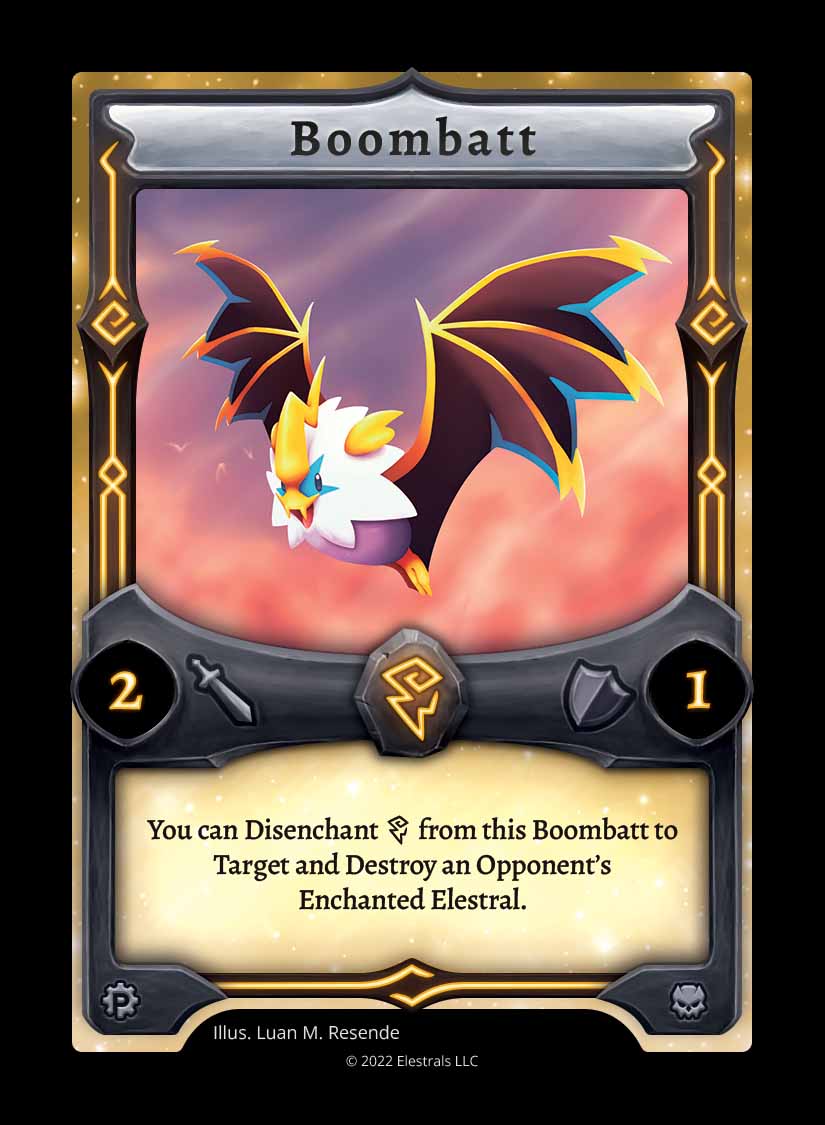 Boombatt
2
1
You can Disenchant from this Boombatt to
Target and Destroy an Opponent's
Enchanted Elestral.
P
Illus. Luan M. Resende
© 2022 Elestrals LLC